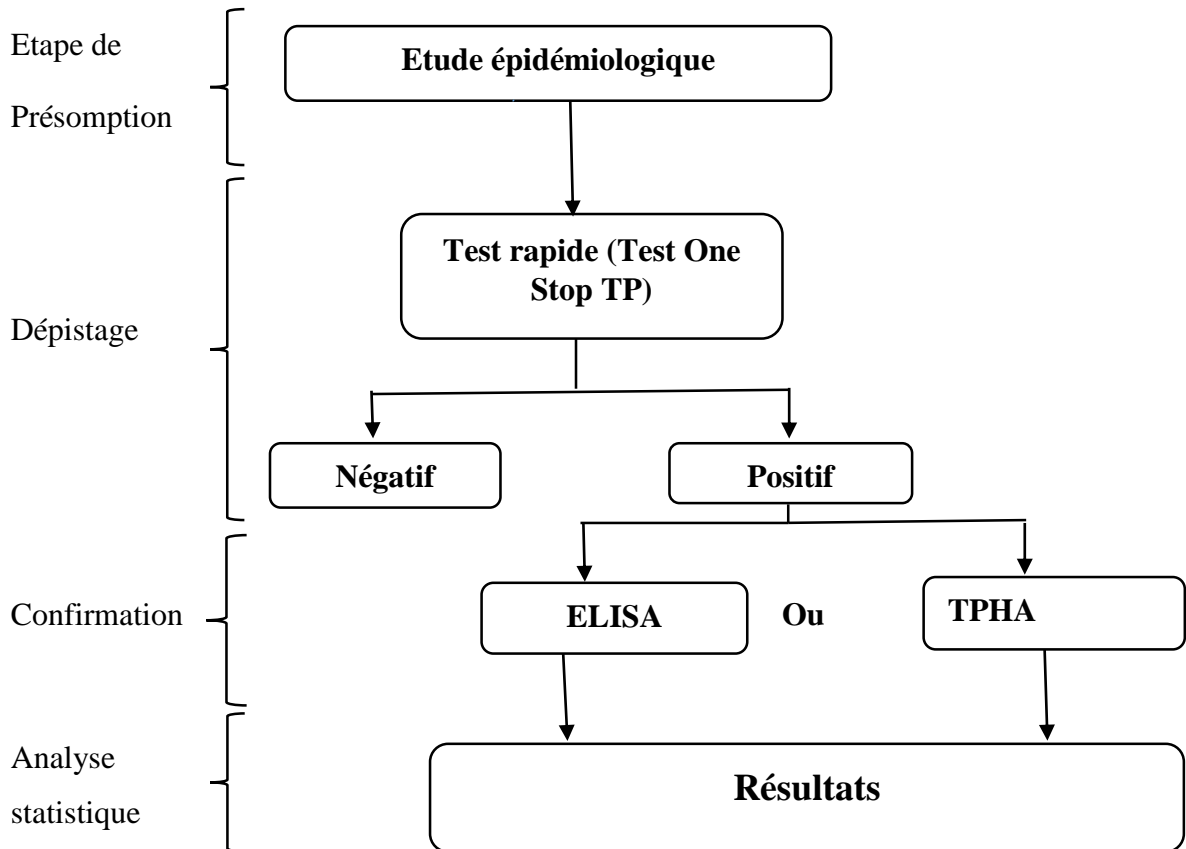 Etape de
Présomption
Etude épidémiologique
Dépistage
Test rapide (Test One
Stop TP)
Négatif
Positif
Confirmation
ELISA
Ou
TPHA
Analyse
statistique
Résultats